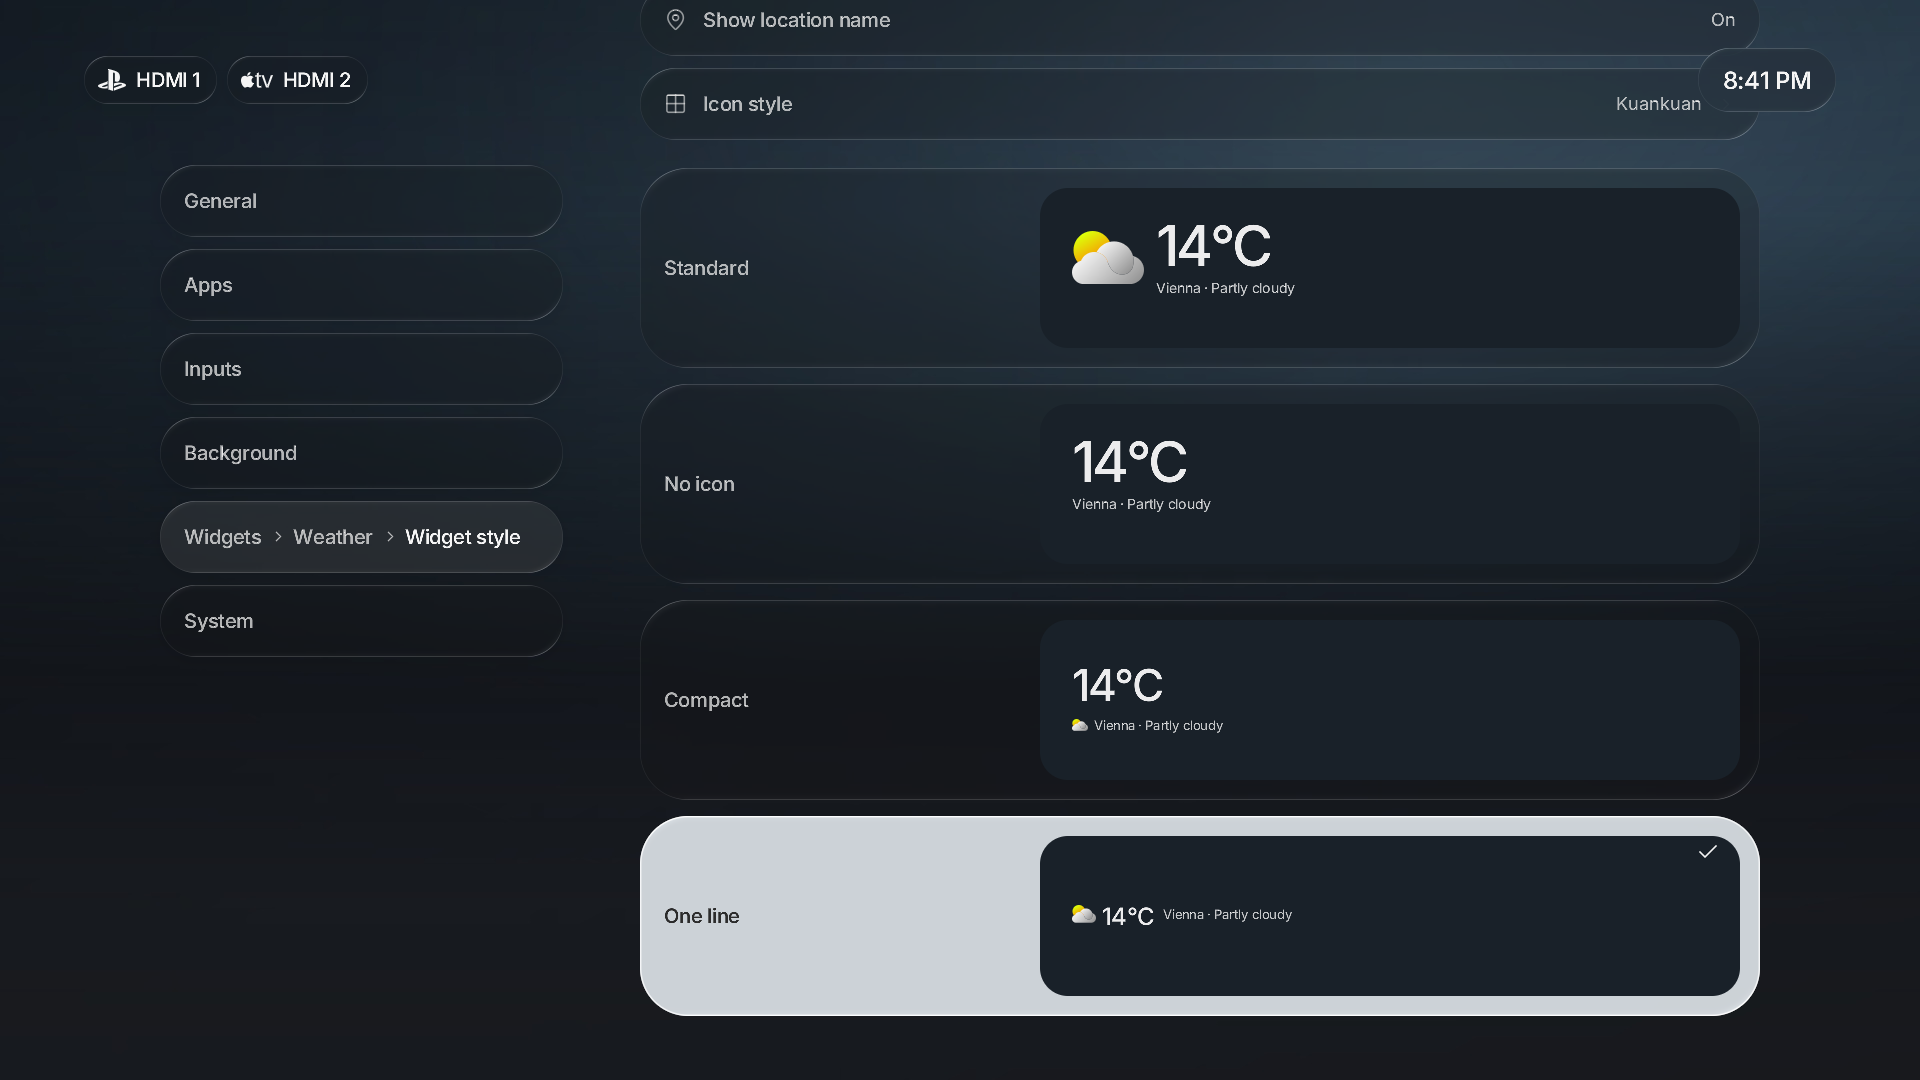 Show location name
On
HDMI 1
tv HDMI 2
Icon style
Kuankuan
8:41 PM
General
Apps
Inputs
Background
Widgets > Weather > Widget style
System
Standard
14°C
Vienna · Partly cloudy
No icon
14°C
Vienna · Partly cloudy
Compact
14°C
Vienna · Partly cloudy
One line
14°C Vienna · Partly cloudy